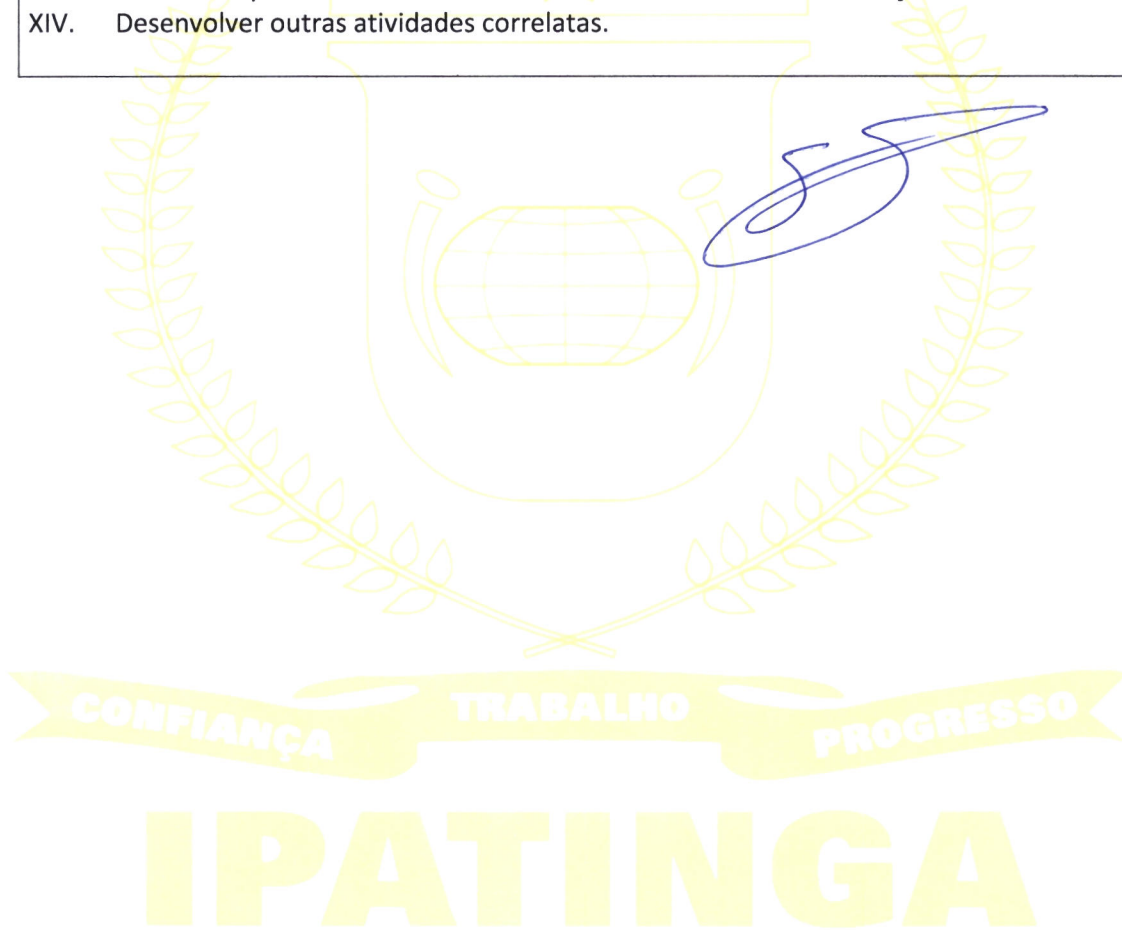 XIV. Desenvolver outras atividades correlatas.
CONFIANÇA TRABALHO PROGRESSO
IPATINGA